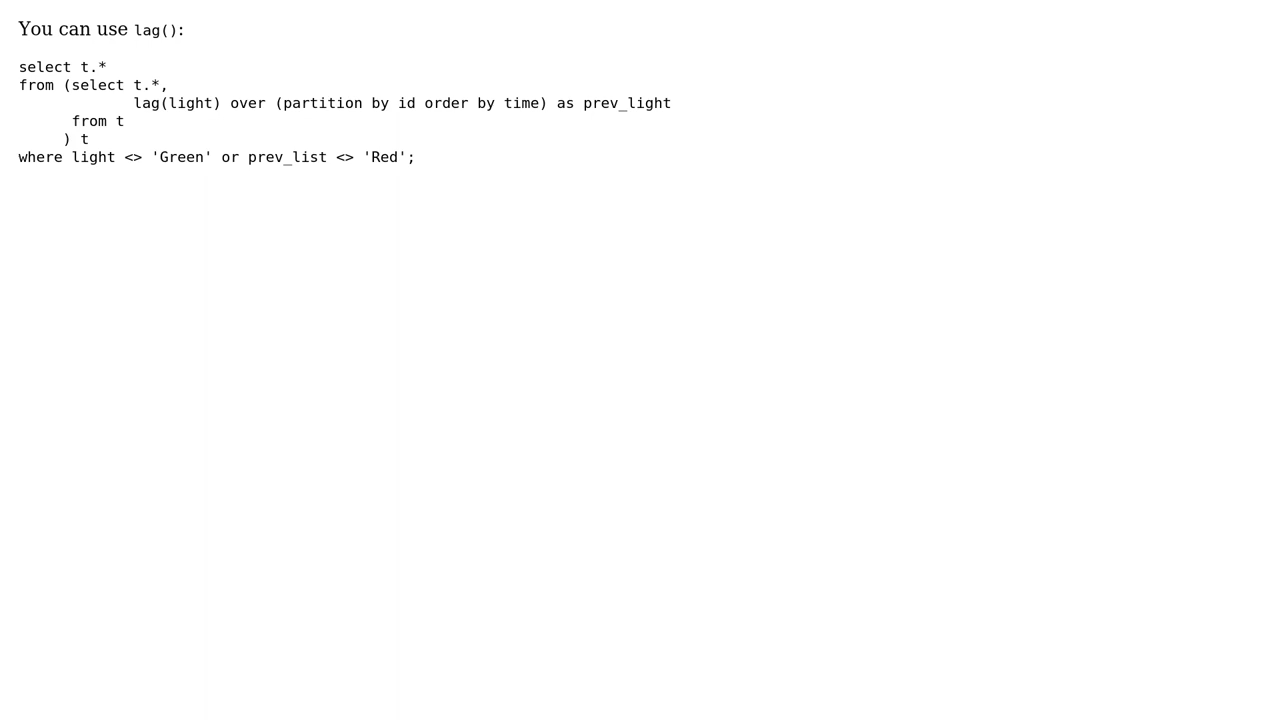 You can use lag():
select t.*
from (select t.*,
             lag(light) over (partition by id order by time) as prev_light
      from t
     ) t
where light <> 'Green' or prev_list <> 'Red';